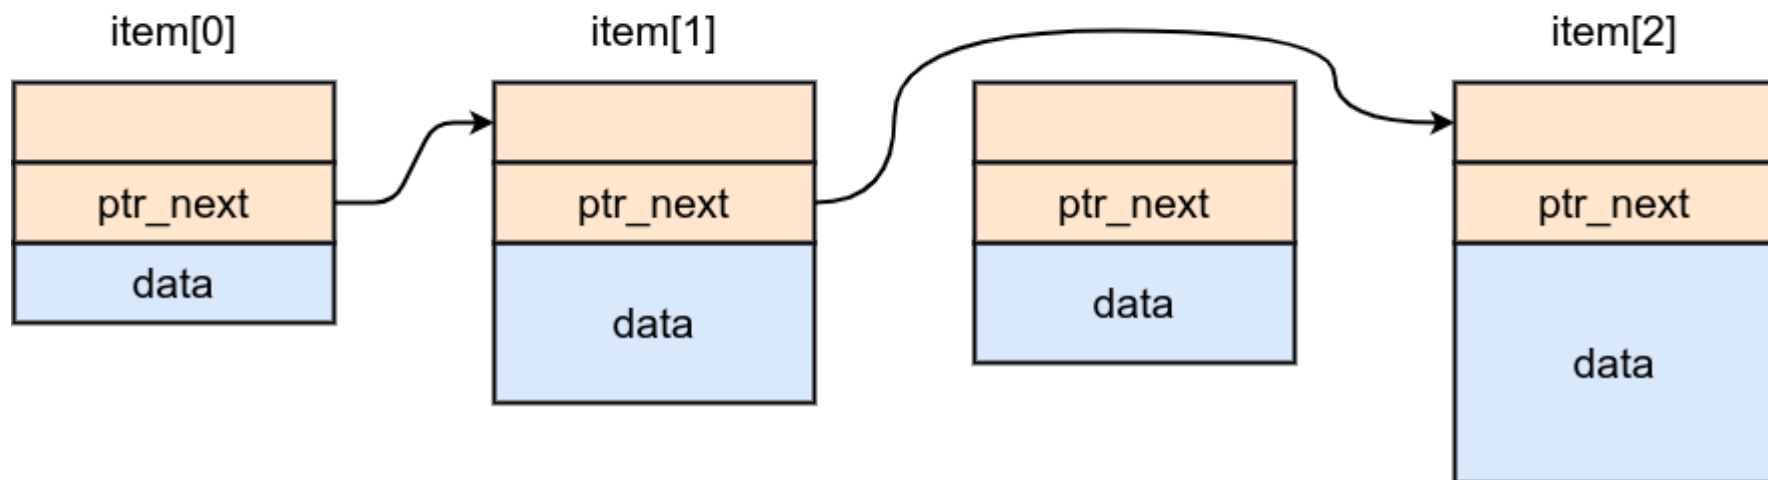 item[0]
item[1]
item[2]
ptr_next
ptr_next
ptr_next
ptr_next
data
data
data
data